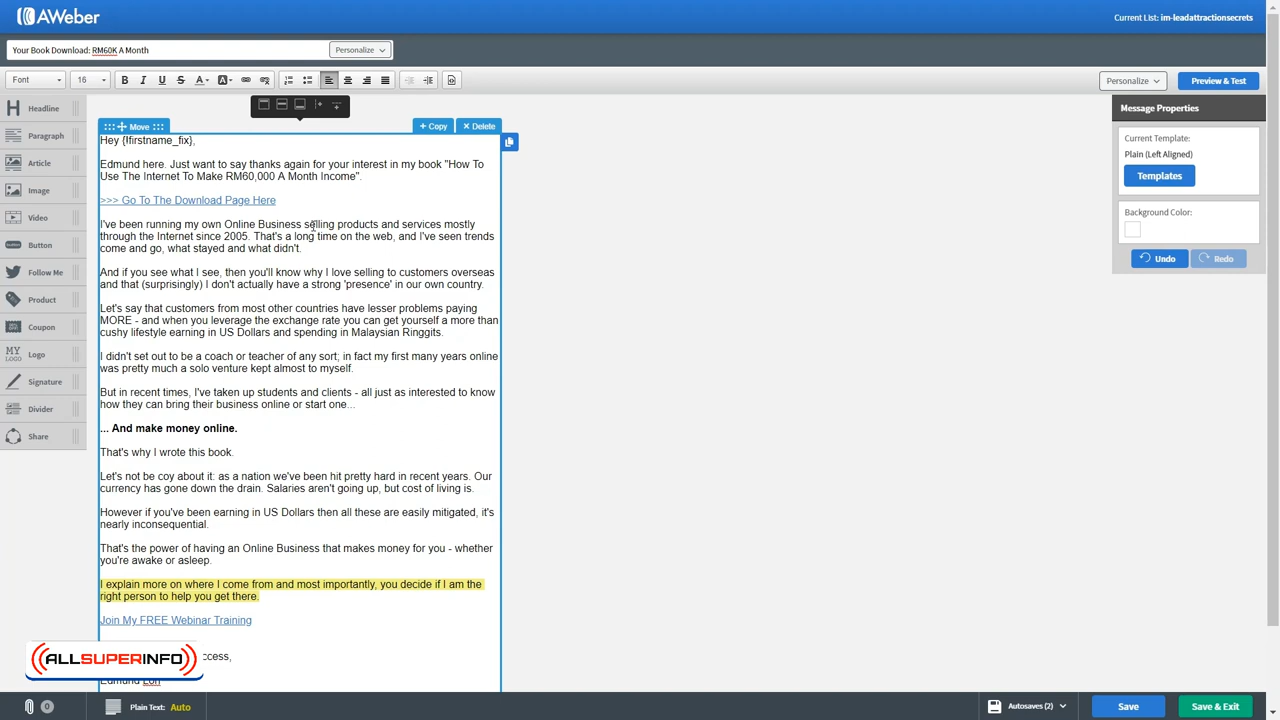 AWeber
Current List: im-leadattractionsecrets
Your Book Download: RM60K A Month
Personalize
Font
16
Personalize
Preview & Test
Headline
Paragraph
Article
Image
Video
Button
Follow Me
Product
Coupon
MY LOGO
Logo
Signature
Divider
Share
Move
+ Copy
Delete
Hey {!firstname_fix},
Edmund here. Just want to say thanks again for your interest in my book "How To
Use The Internet To Make RM60,000 A Month Income".
>>> Go To The Download Page Here
I've been running my own Online Business selling products and services mostly
through the Internet since 2005. That's a long time on the web, and I've seen trends
come and go, what stayed and what didn't.
And if you see what I see, then you'll know why I love selling to customers overseas
and that (surprisingly) I don't actually have a strong 'presence' in our own country.
Let's say that customers from most other countries have lesser problems paying
MORE - and when you leverage the exchange rate you can get yourself a more than
cushy lifestyle earning in US Dollars and spending in Malaysian Ringgits.
I didn't set out to be a coach or teacher of any sort; in fact my first many years online
was pretty much a solo venture kept almost to myself.
But in recent times, I've taken up students and clients - all just as interested to know
how they can bring their business online or start one...
... And make money online.
That's why I wrote this book.
Let's not be coy about it: as a nation we've been hit pretty hard in recent years. Our
currency has gone down the drain. Salaries aren't going up, but cost of living is.
However if you've been earning in US Dollars then all these are easily mitigated, it's
nearly inconsequential.
That's the power of having an Online Business that makes money for you - whether
you're awake or asleep.
I explain more on where I come from and most importantly, you decide if I am the
right person to help you get there.
Join My FREE Webinar Training
ccess,
Edmund Loh
Message Properties
Current Template:
Plain (Left Aligned)
Templates
Background Color:
Undo
Redo
ALLSUPERINFO
0
Plain Text: Auto
Autosaves (2)
Save
Save & Exit